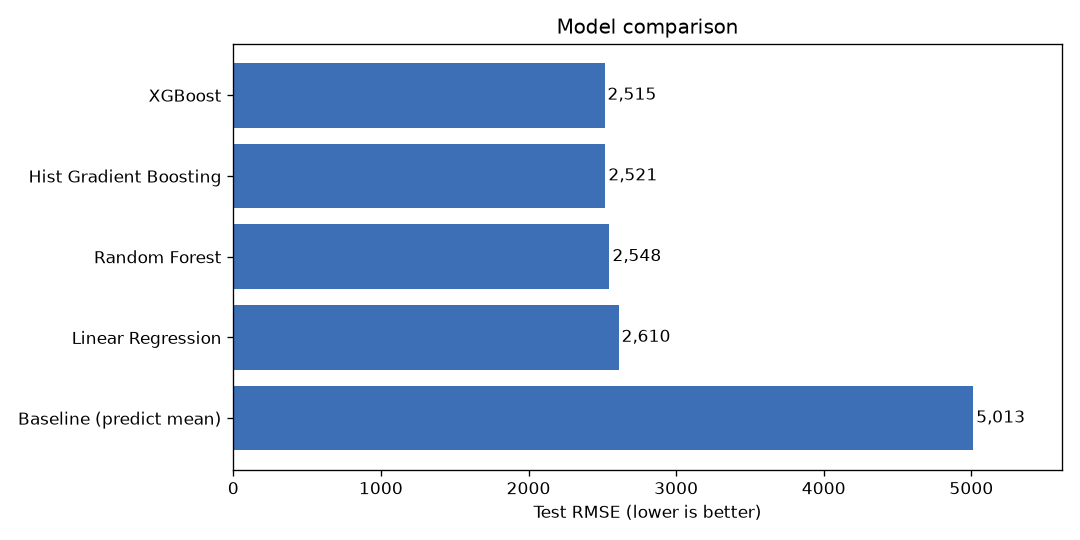 Model comparison
XGBoost 2,515
Hist Gradient Boosting 2,521
Random Forest 2,548
Linear Regression 2,610
Baseline (predict mean) 5,013
0 1000 2000 3000 4000 5000
Test RMSE (lower is better)